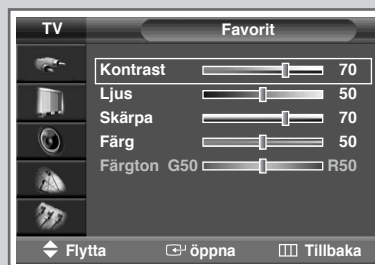 TV Favorit
Kontrast 70
Ljus 50
Skärpa 70
Färg 50
Färgton G50 R50
Flytta öppna Tillbaka